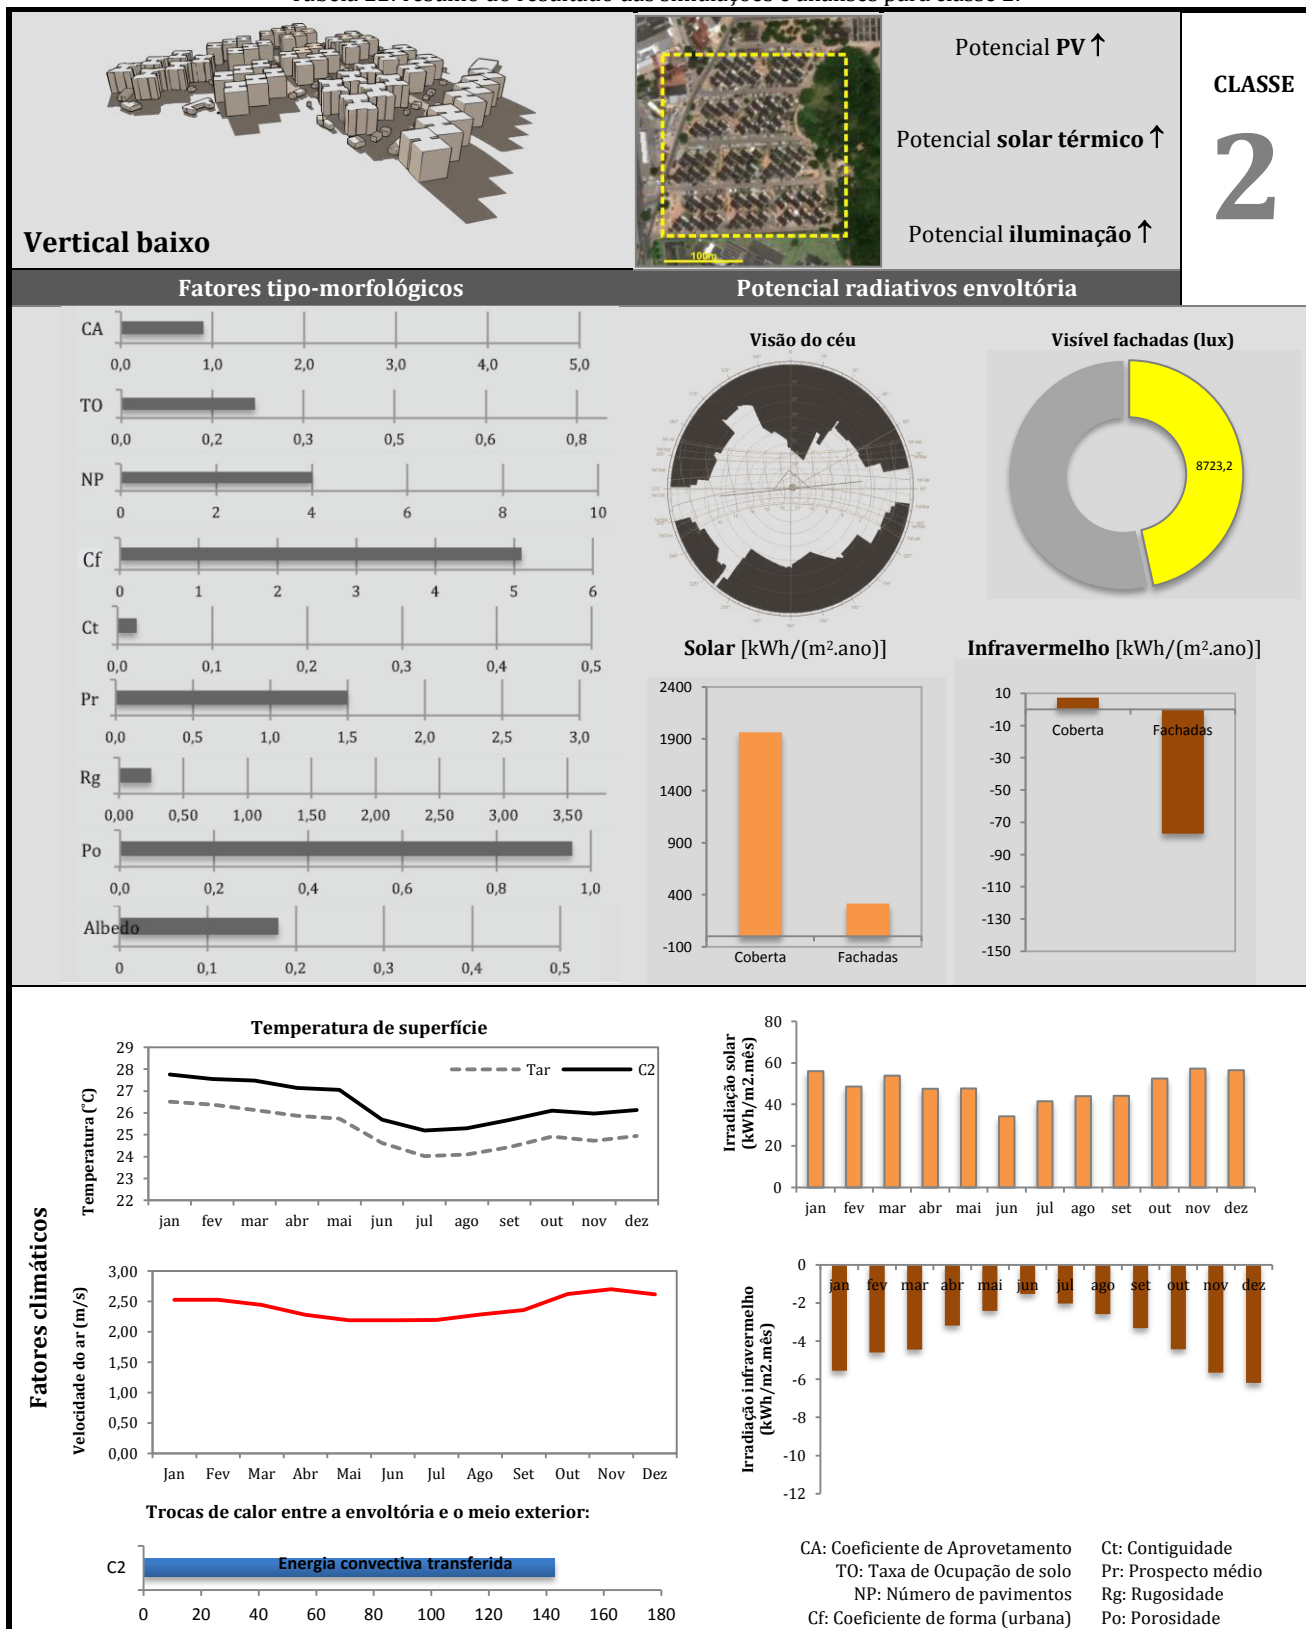 Tabela 22: resumo do resultado das simulações e análises para classe 2.
Vertical baixo
100m
Potencial PV ↑
Potencial solar térmico ↑
Potencial iluminação ↑
CLASSE
2
Fatores tipo-morfológicos
Potencial radiativos envoltória
CA
0,0 1,0 2,0 3,0 4,0 5,0
TO
0,0 0,2 0,3 0,5 0,6 0,8
NP
0 2 4 6 8 10
Cf
0 1 2 3 4 5 6
Ct
0,0 0,1 0,2 0,3 0,4 0,5
Pr
0,0 0,5 1,0 1,5 2,0 2,5 3,0
Rg
0,00 0,50 1,00 1,50 2,00 2,50 3,00 3,50
Po
0,0 0,2 0,4 0,6 0,8 1,0
Albedo
0 0,1 0,2 0,3 0,4 0,5
Visão do céu
Visível fachadas (lux)
8723,2
Solar [kWh/(m².ano)]
2400
1900
1400
900
400
-100
Coberta Fachadas
Infravermelho [kWh/(m².ano)]
10
-10
-30
-50
-70
-90
-110
-130
-150
Coberta Fachadas
Fatores climáticos
Temperatura de superfície
Temperatura (°C)
29
28
27
26
25
24
23
22
Tar C2
jan fev mar abr mai jun jul ago set out nov dez
Irradiação solar
(kWh/m2.mês)
80
60
40
20
0
jan fev mar abr mai jun jul ago set out nov dez
Velocidade do ar (m/s)
3,00
2,50
2,00
1,50
1,00
0,50
0,00
Jan Fev Mar Abr Mai Jun Jul Ago Set Out Nov Dez
Irradiação infravermelho
(kWh/m2.mês)
0
-2
-4
-6
-8
-10
-12
jan fev mar abr mai jun jul ago set out nov dez
Trocas de calor entre a envoltória e o meio exterior:
C2
Energia convectiva transferida
0 20 40 60 80 100 120 140 160 180
CA: Coeficiente de Aprovetamento
TO: Taxa de Ocupação de solo
NP: Número de pavimentos
Cf: Coeficiente de forma (urbana)
Ct: Contiguidade
Pr: Prospecto médio
Rg: Rugosidade
Po: Porosidade